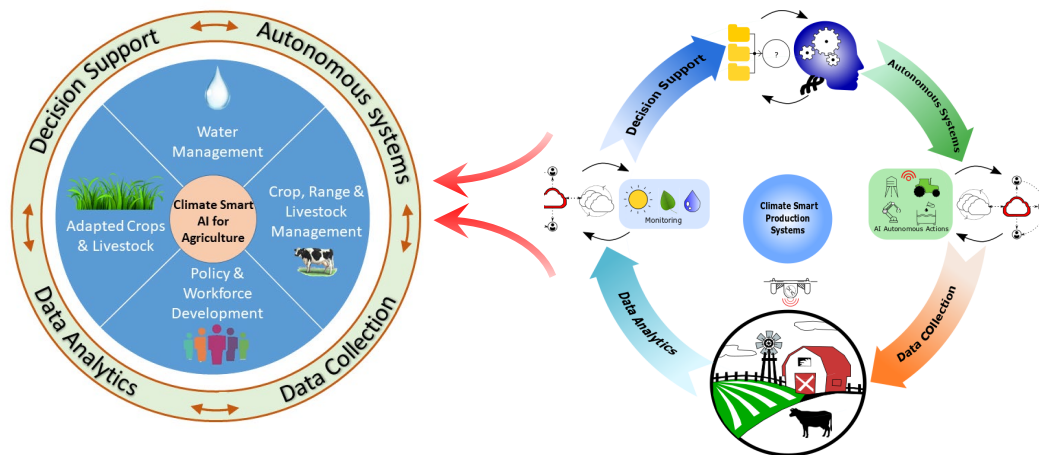 Decision Support
Autonomous systems
Data Analytics
Data Collection
Water
Management
Adapted Crops
& Livestock
Climate Smart
AI for
Agriculture
Crop, Range &
Livestock
Management
Policy &
Workforce
Development
Decision Support
?
Autonomous Systems
Monitoring
Climate Smart
Production
Systems
AI Autonomous Actions
Data Analytics
Data COllection